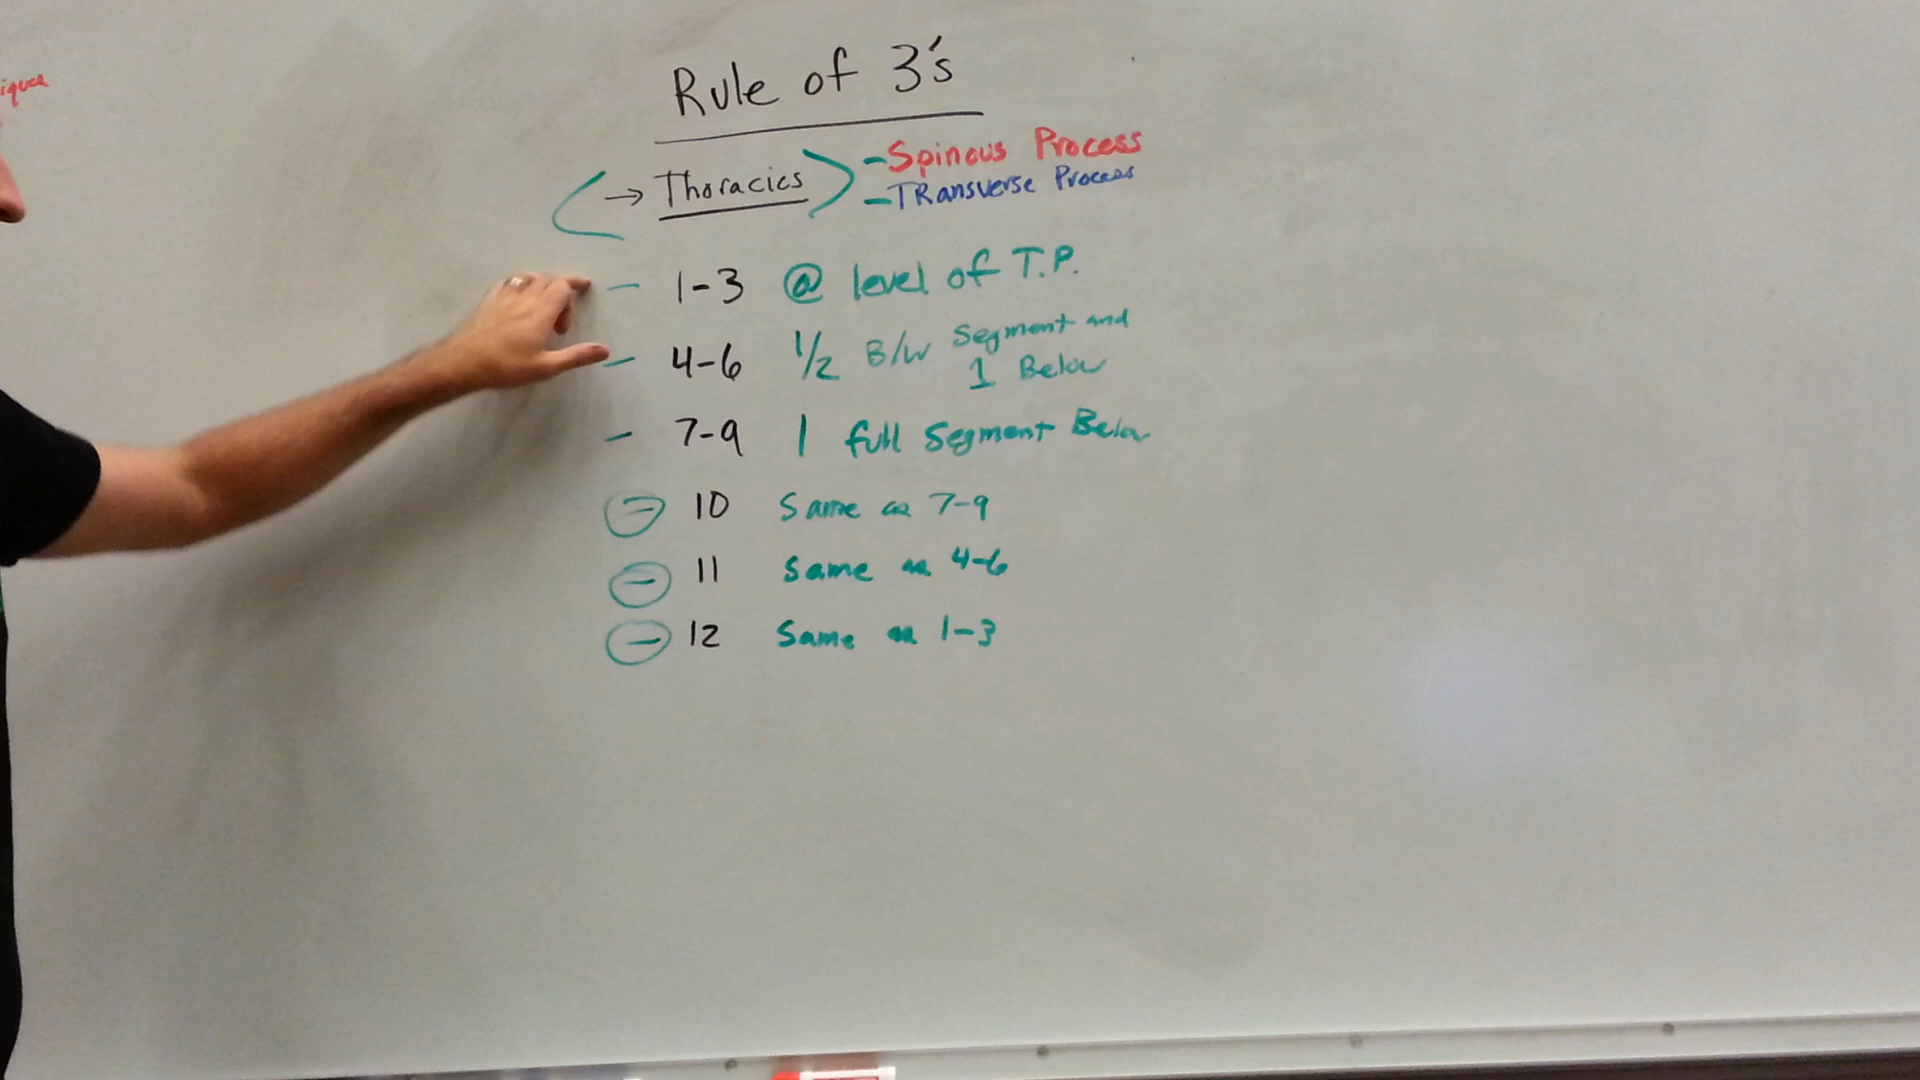 iques
Rule of 3's
→ Thoracics
- Spinous Process
- TRansverse Process
- 1-3 @ level of T.P.
- 4-6 1/2 B/W Segment and
1 Below
- 7-9 1 full Segment Below
- 10 Same as 7-9
- 11 Same as 4-6
- 12 Same as 1-3